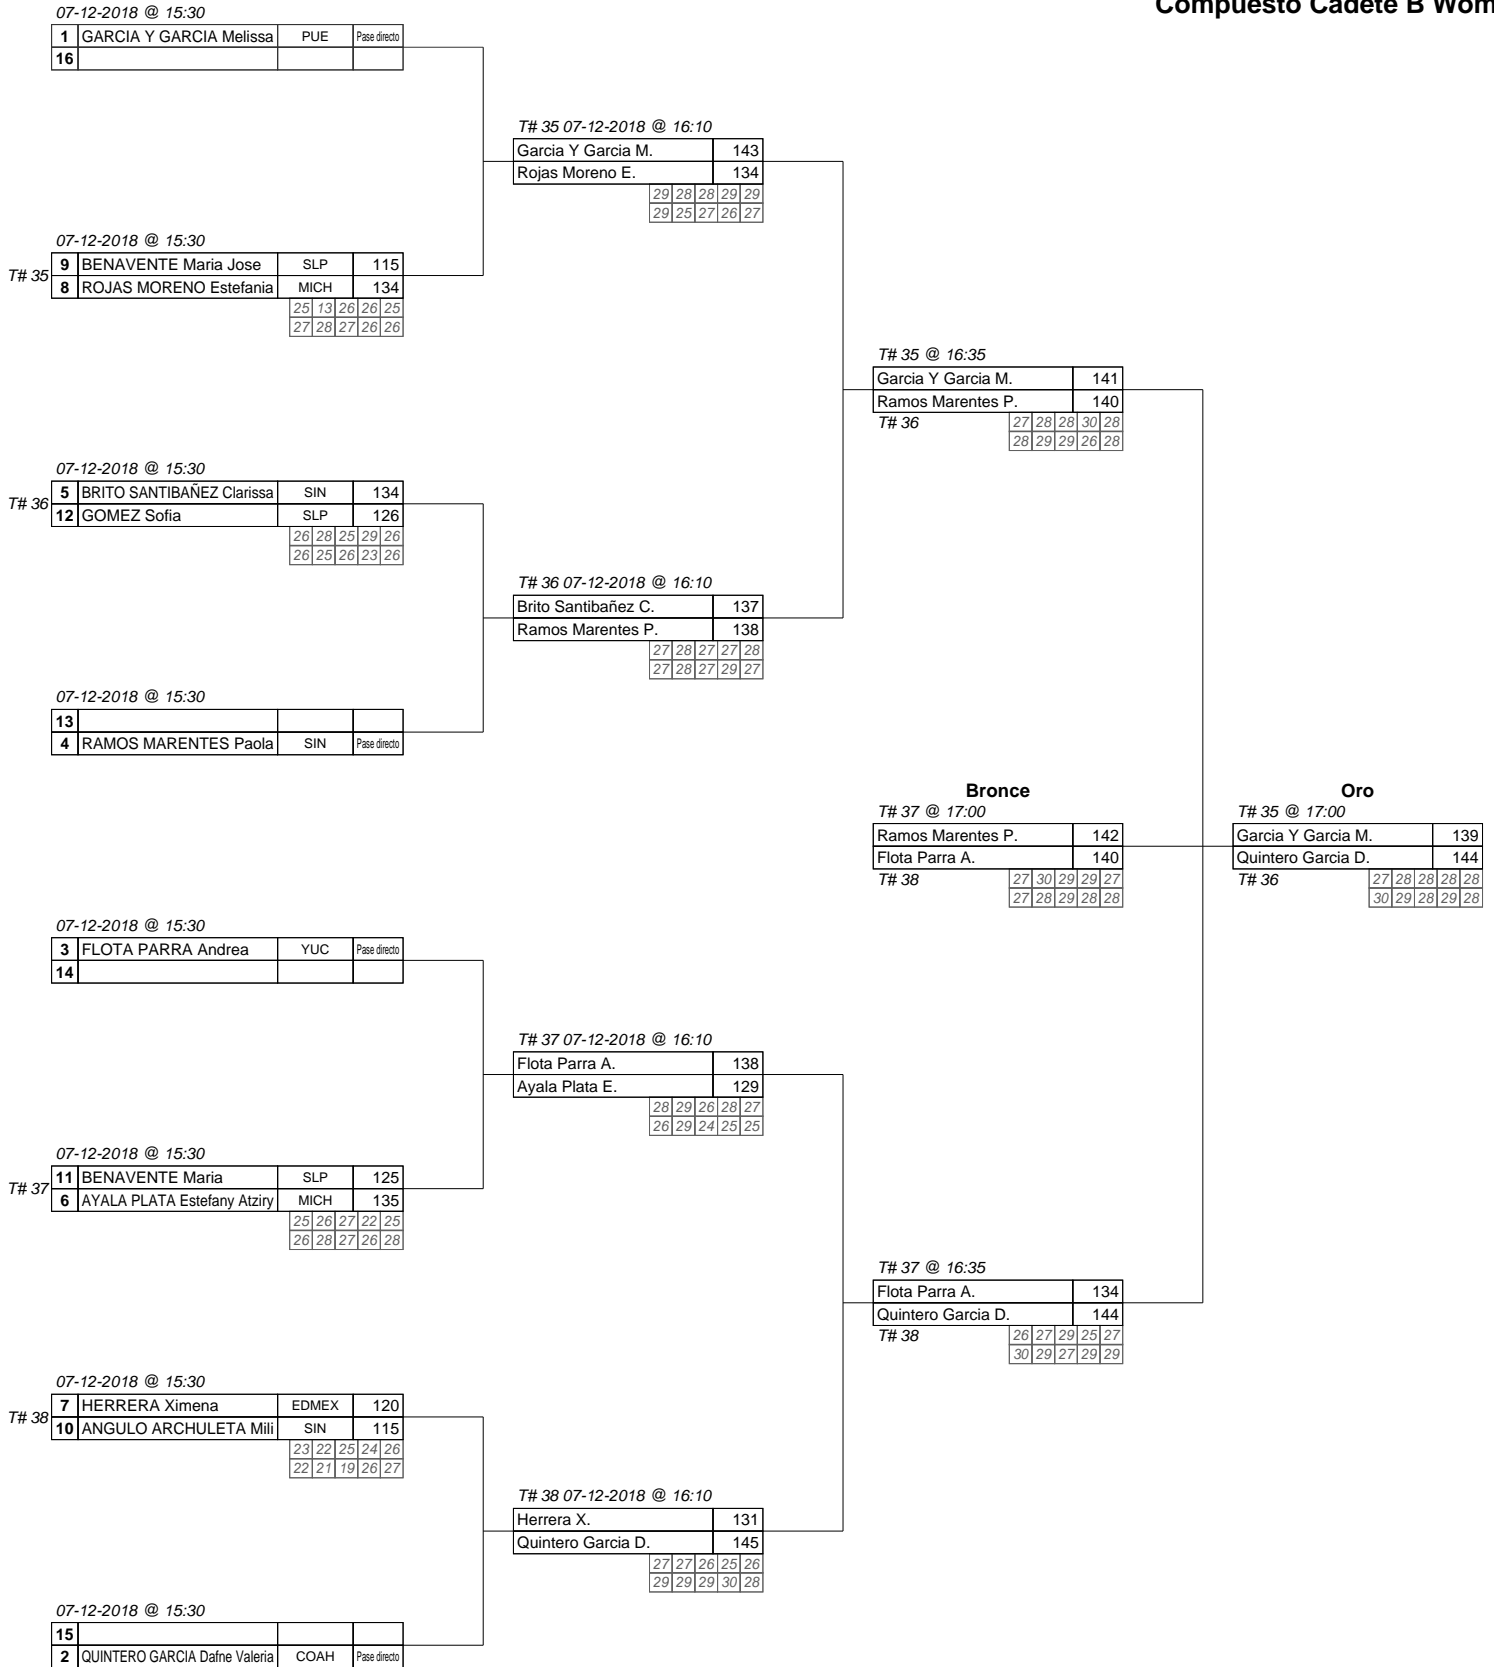 Compuesto Cadete B Wom
07-12-2018 @ 15:30
1 GARCIA Y GARCIA Melissa PUE Pase directo
16
T# 35 07-12-2018 @ 16:10
Garcia Y Garcia M. 143
Rojas Moreno E. 134
29 28 28 29 29
29 25 27 26 27
07-12-2018 @ 15:30
T# 35
9 BENAVENTE Maria Jose SLP 115
8 ROJAS MORENO Estefania MICH 134
25 13 26 26 25
27 28 27 26 26
T# 35 @ 16:35
Garcia Y Garcia M. 141
Ramos Marentes P. 140
T# 36 27 28 28 30 28
28 29 29 26 28
07-12-2018 @ 15:30
T# 36
5 BRITO SANTIBAÑEZ Clarissa SIN 134
12 GOMEZ Sofia SLP 126
26 28 25 29 26
26 25 26 23 26
T# 36 07-12-2018 @ 16:10
Brito Santibañez C. 137
Ramos Marentes P. 138
27 28 27 27 28
27 28 27 29 27
07-12-2018 @ 15:30
13
4 RAMOS MARENTES Paola SIN Pase directo
Bronce
T# 37 @ 17:00
Ramos Marentes P. 142
Flota Parra A. 140
T# 38 27 30 29 29 27
27 28 29 28 28
Oro
T# 35 @ 17:00
Garcia Y Garcia M. 139
Quintero Garcia D. 144
T# 36 27 28 28 28 28
30 29 28 29 28
07-12-2018 @ 15:30
3 FLOTA PARRA Andrea YUC Pase directo
14
T# 37 07-12-2018 @ 16:10
Flota Parra A. 138
Ayala Plata E. 129
28 29 26 28 27
26 29 24 25 25
07-12-2018 @ 15:30
T# 37
11 BENAVENTE Maria SLP 125
6 AYALA PLATA Estefany Atziry MICH 135
25 26 27 22 25
26 28 27 26 28
T# 37 @ 16:35
Flota Parra A. 134
Quintero Garcia D. 144
T# 38 26 27 29 25 27
30 29 27 29 29
07-12-2018 @ 15:30
T# 38
7 HERRERA Ximena EDMEX 120
10 ANGULO ARCHULETA Mili SIN 115
23 22 25 24 26
22 21 19 26 27
T# 38 07-12-2018 @ 16:10
Herrera X. 131
Quintero Garcia D. 145
27 27 26 25 26
29 29 29 30 28
07-12-2018 @ 15:30
15
2 QUINTERO GARCIA Dafne Valeria COAH Pase directo